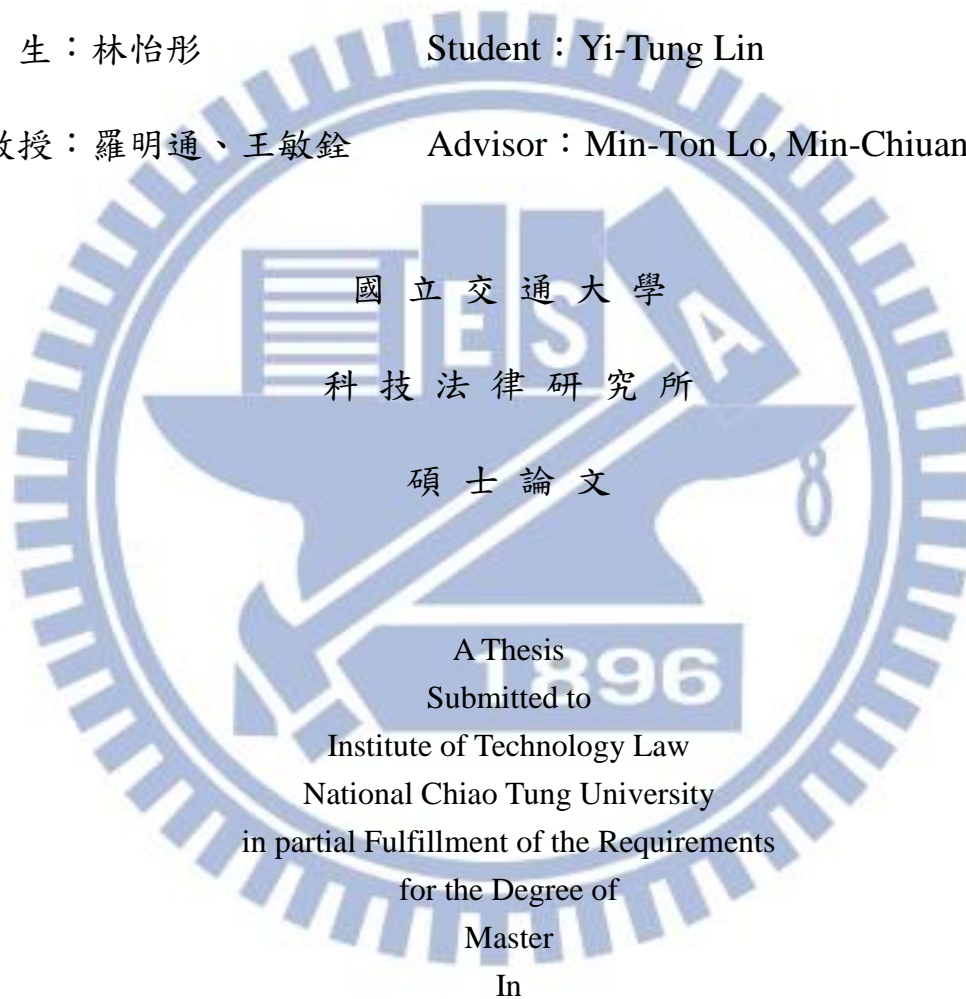 生：林怡彤 Student：Yi-Tung Lin
教授：羅明通、王敏銓 Advisor：Min-Ton Lo, Min-Chiuan
國 立 交 通 大 學
ESA
科 技 法 律 研 究 所
碩 士 論 文
A Thesis
1896
Submitted to
Institute of Technology Law
National Chiao Tung University
in partial Fulfillment of the Requirements
for the Degree of
Master
In